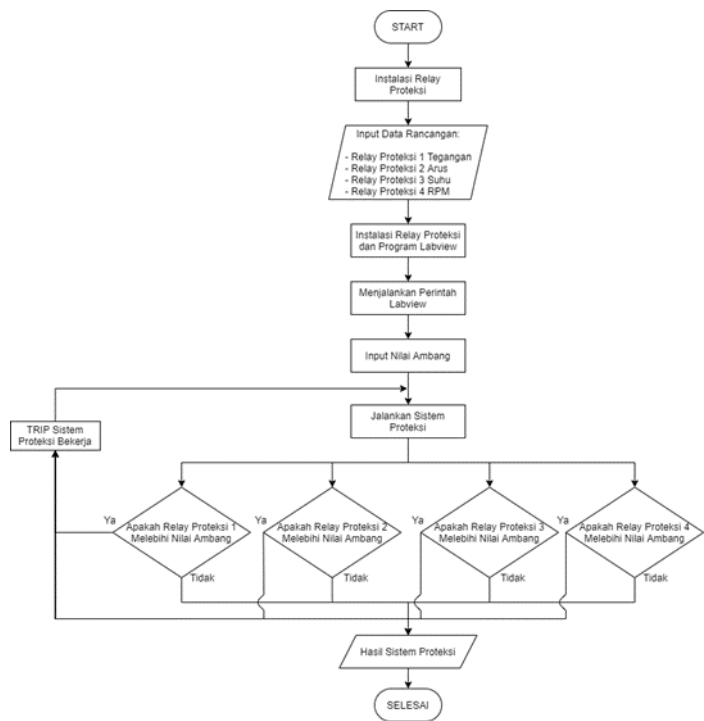 START
Instalasi Relay
Proteksi
Input Data Rancangan:
- Relay Proteksi 1 Tegangan
- Relay Proteksi 2 Arus
- Relay Proteksi 3 Suhu
- Relay Proteksi 4 RPM
Instalasi Relay Proteksi
dan Program Labview
Menjalankan Perintah
Labview
Input Nilai Ambang
Jalankan Sistem
Proteksi
TRIP Sistem
Proteksi Bekerja
Ya
Apakah Relay Proteksi 1
Melebihi Nilai Ambang
Tidak
Ya
Apakah Relay Proteksi 2
Melebihi Nilai Ambang
Tidak
Ya
Apakah Relay Proteksi 3
Melebihi Nilai Ambang
Tidak
Ya
Apakah Relay Proteksi 4
Melebihi Nilai Ambang
Tidak
Hasil Sistem Proteksi
SELESAI